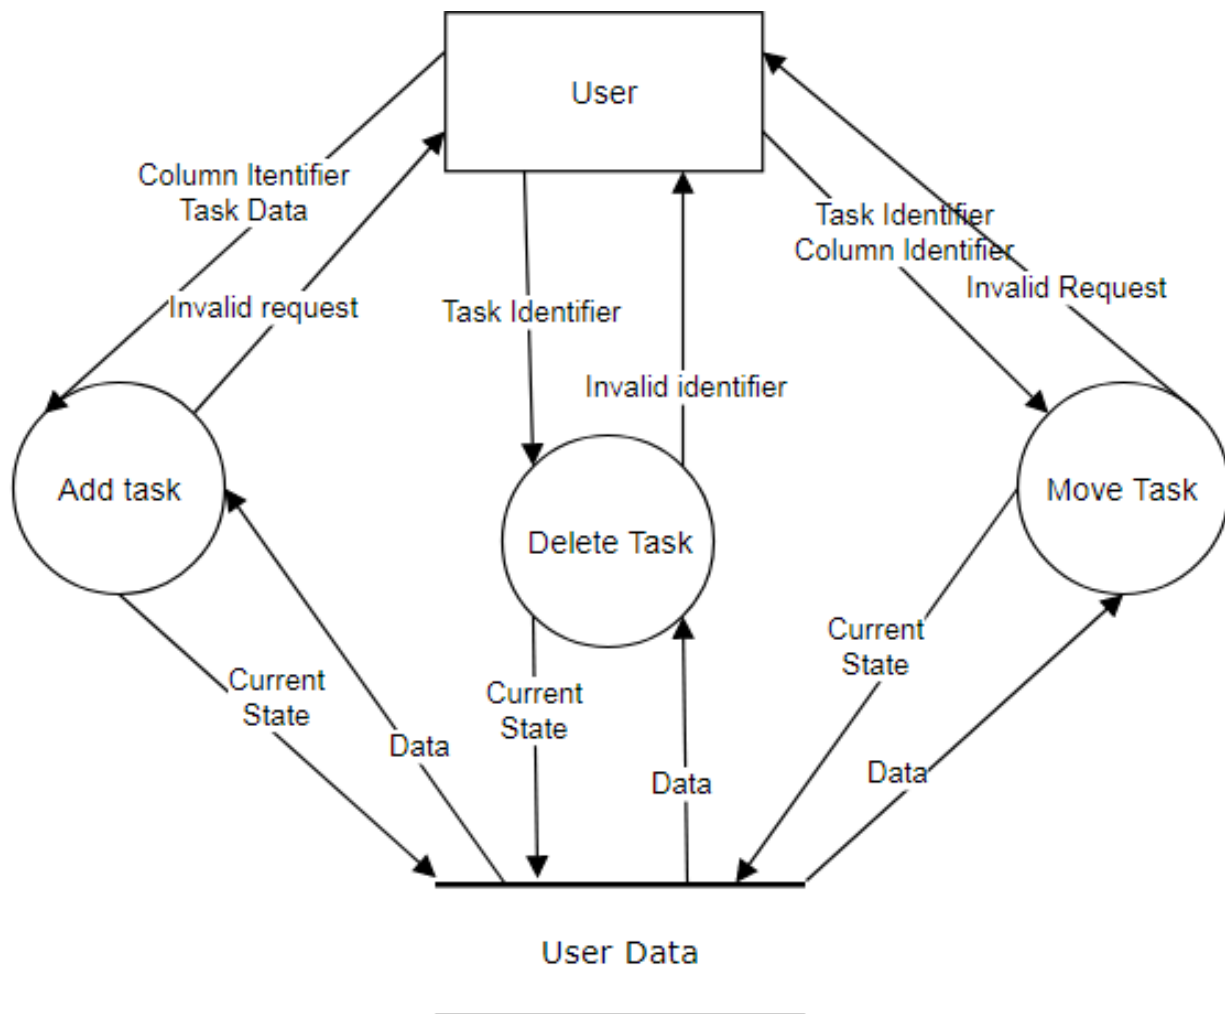 User
Column Itentifier
Task Data
Task Identifier
Column Identifier
Invalid Request
Invalid request
Task Identifier
Invalid identifier
Add task
Delete Task
Move Task
Current
State
Current
State
Current
State
Data
Data
Data
User Data